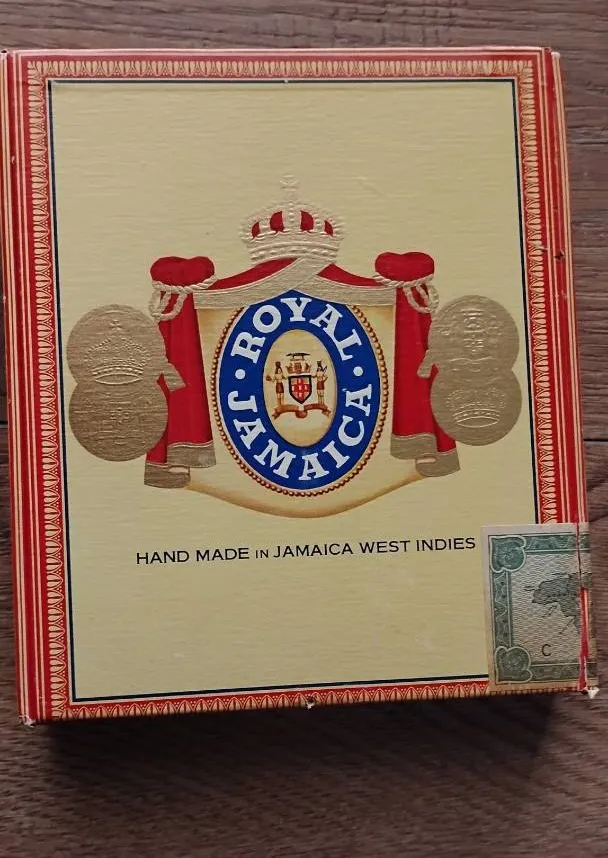 ROYAL
JAMAICA
HAND MADE IN JAMAICA WEST INDIES
C